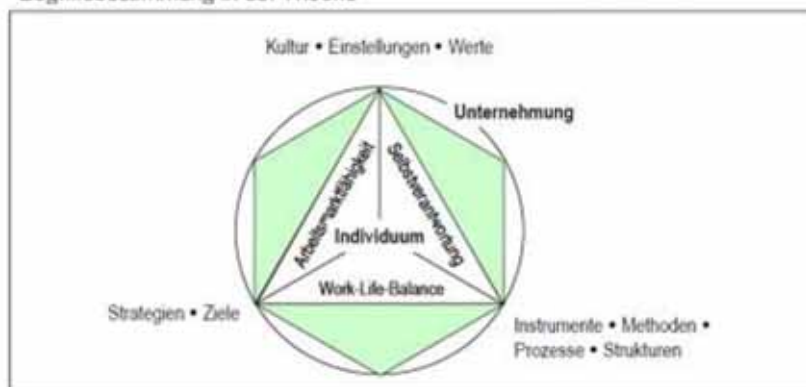 Kultur • Einstellungen • Werte
Unternehmung
Arbeitsmarktfähigkeit
Selbstverantwortung
Individuum
Work-Life-Balance
Strategien • Ziele
Instrumente • Methoden •
Prozesse • Strukturen